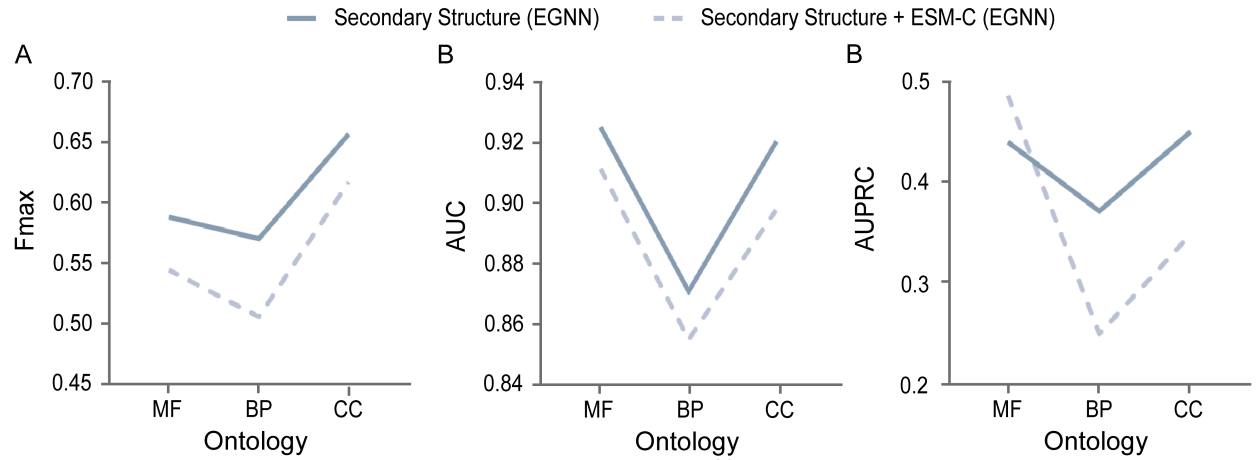 Secondary Structure (EGNN) Secondary Structure + ESM-C (EGNN)
A
Fmax
0.70
0.65
0.60
0.55
0.50
0.45
MF BP CC
Ontology
B
AUC
0.94
0.92
0.90
0.88
0.86
0.84
MF BP CC
Ontology
B
AUPRC
0.5
0.4
0.3
0.2
MF BP CC
Ontology